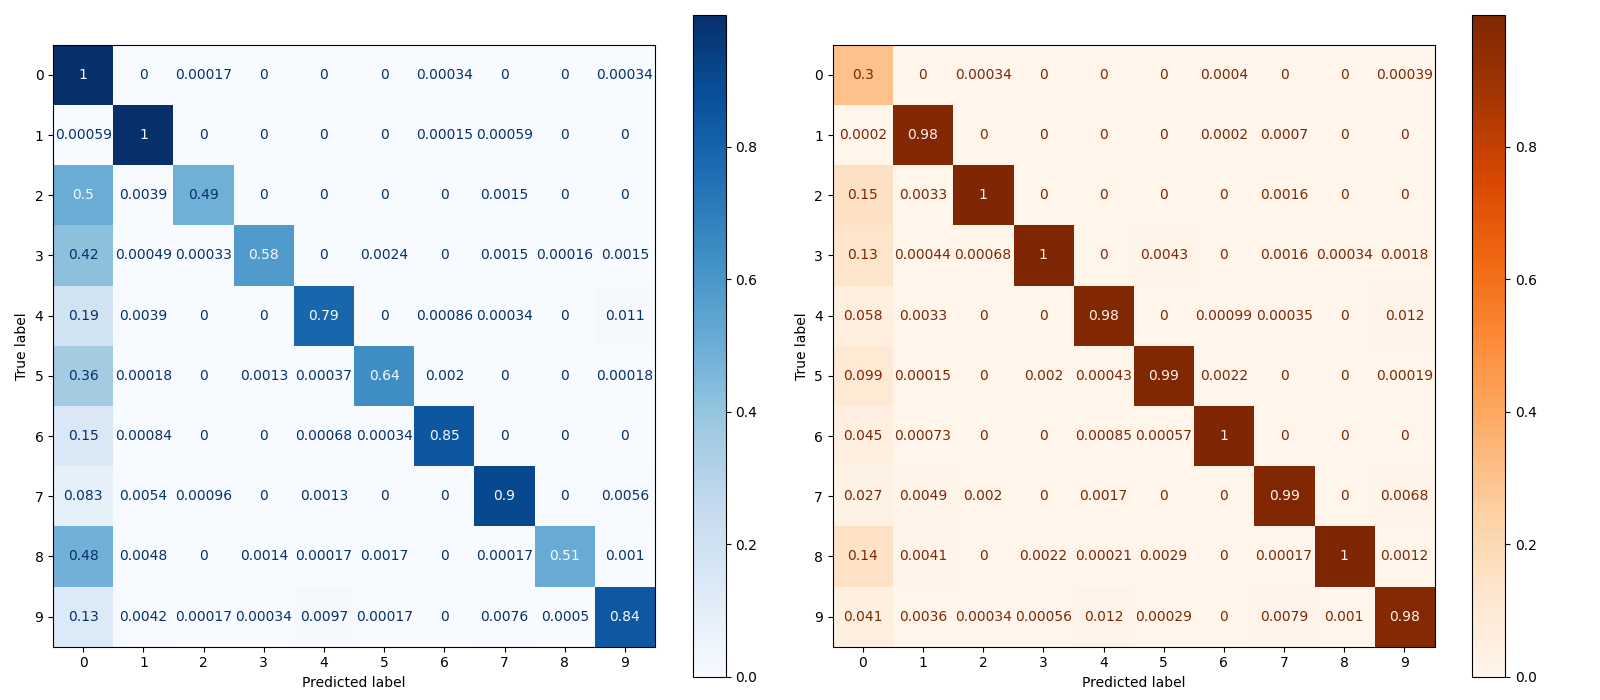 0 1 0 0.00017 0 0 0 0.00034 0 0 0.00034
1 0.00059 1 0 0 0 0 0.00015 0.00059 0 0
2 0.5 0.0039 0.49 0 0 0 0 0.0015 0 0
3 0.42 0.00049 0.00033 0.58 0 0.0024 0 0.0015 0.00016 0.0015
4 0.19 0.0039 0 0 0.79 0 0.00086 0.00034 0 0.011
5 0.36 0.00018 0 0.0013 0.00037 0.64 0.002 0 0 0.00018
6 0.15 0.00084 0 0 0.00068 0.00034 0.85 0 0 0
7 0.083 0.0054 0.00096 0 0.0013 0 0 0.9 0 0.0056
8 0.48 0.0048 0 0.0014 0.00017 0.0017 0 0.00017 0.51 0.001
9 0.13 0.0042 0.00017 0.00034 0.0097 0.00017 0 0.0076 0.0005 0.84
0 1 2 3 4 5 6 7 8 9
Predicted label
True label
0.8
0.6
0.4
0.2
0.0
0 0.3 0 0.00034 0 0 0 0.0004 0 0 0.00039
1 0.0002 0.98 0 0 0 0 0.0002 0.0007 0 0
2 0.15 0.0033 1 0 0 0 0 0.0016 0 0
3 0.13 0.00044 0.00068 1 0 0.0043 0 0.0016 0.00034 0.0018
4 0.058 0.0033 0 0 0.98 0 0.00099 0.00035 0 0.012
5 0.099 0.00015 0 0.002 0.00043 0.99 0.0022 0 0 0.00019
6 0.045 0.00073 0 0 0.00085 0.00057 1 0 0 0
7 0.027 0.0049 0.002 0 0.0017 0 0 0.99 0 0.0068
8 0.14 0.0041 0 0.0022 0.00021 0.0029 0 0.00017 1 0.0012
9 0.041 0.0036 0.00034 0.00056 0.012 0.00029 0 0.0079 0.001 0.98
0 1 2 3 4 5 6 7 8 9
Predicted label
True label
0.8
0.6
0.4
0.2
0.0